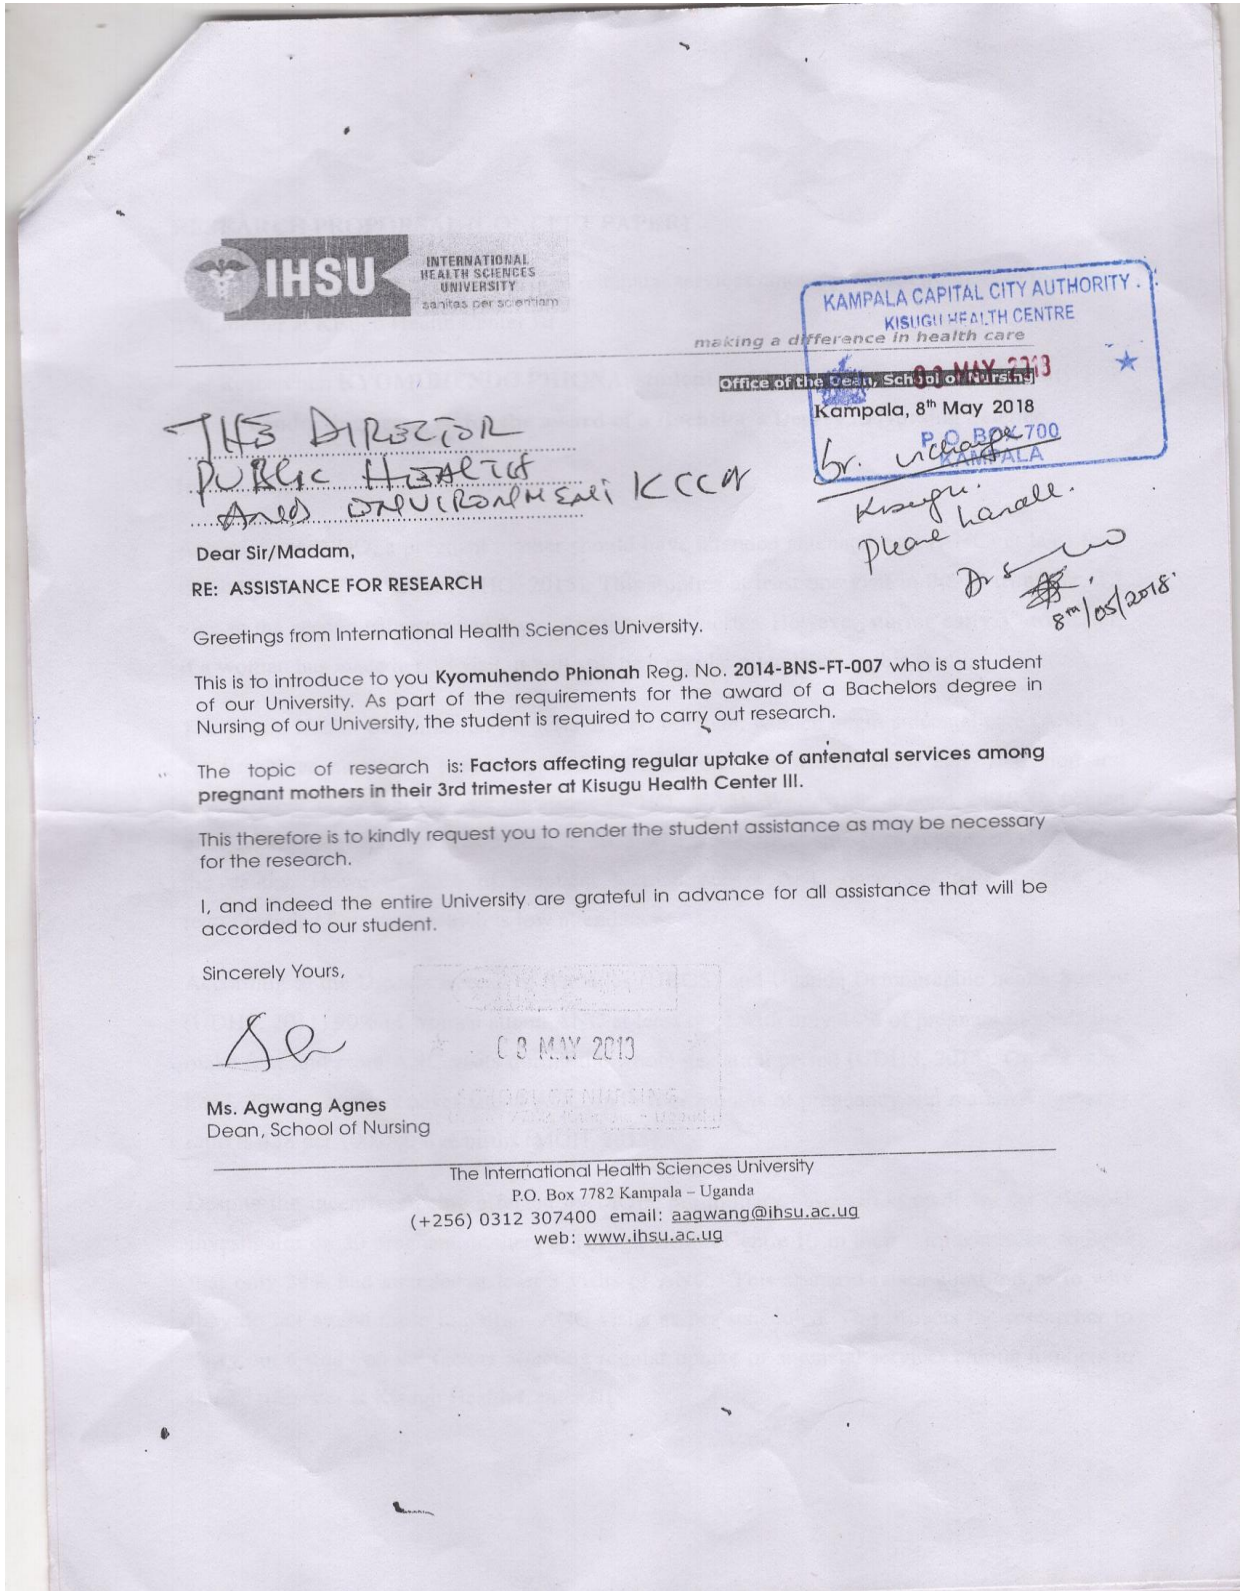 IHSU
INTERNATIONAL
HEALTH SCIENCES
UNIVERSITY
sanitas per scientiam
KAMPALA CAPITAL CITY AUTHORITY
KISUGU HEALTH CENTRE
making a difference in health care
MAY
Office of the Dean, School of Nursing
Kampala, 8th May 2018
P. O. BOX 700
KAMPALA
THE DIRECTOR
PUBLIC HEALTH
AND ENVIRONMENT KCCA
Sr. Incharge
Kisugu.
Please handle.
Dr
8th/05/2018.
Dear Sir/Madam,
RE: ASSISTANCE FOR RESEARCH
Greetings from International Health Sciences University.
This is to introduce to you Kyomuhendo Phionah Reg. No. 2014-BNS-FT-007 who is a student
of our University. As part of the requirements for the award of a Bachelors degree in
Nursing of our University, the student is required to carry out research.
The topic of research is: Factors affecting regular uptake of antenatal services among
pregnant mothers in their 3rd trimester at Kisugu Health Center III.
This therefore is to kindly request you to render the student assistance as may be necessary
for the research.
I, and indeed the entire University are grateful in advance for all assistance that will be
accorded to our student.
Sincerely Yours,
MAY
SCHOOL OF NURSING
Ms. Agwang Agnes
Dean, School of Nursing
The International Health Sciences University
P.O. Box 7782 Kampala – Uganda
(+256) 0312 307400 email: aagwang@ihsu.ac.ug
web: www.ihsu.ac.ug